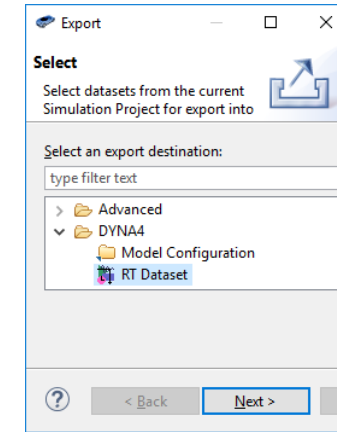 Export
Select
Select datasets from the current
Simulation Project for export into
Select an export destination:
type filter text
Advanced
DYNA4
Model Configuration
RT Dataset
< Back
Next >